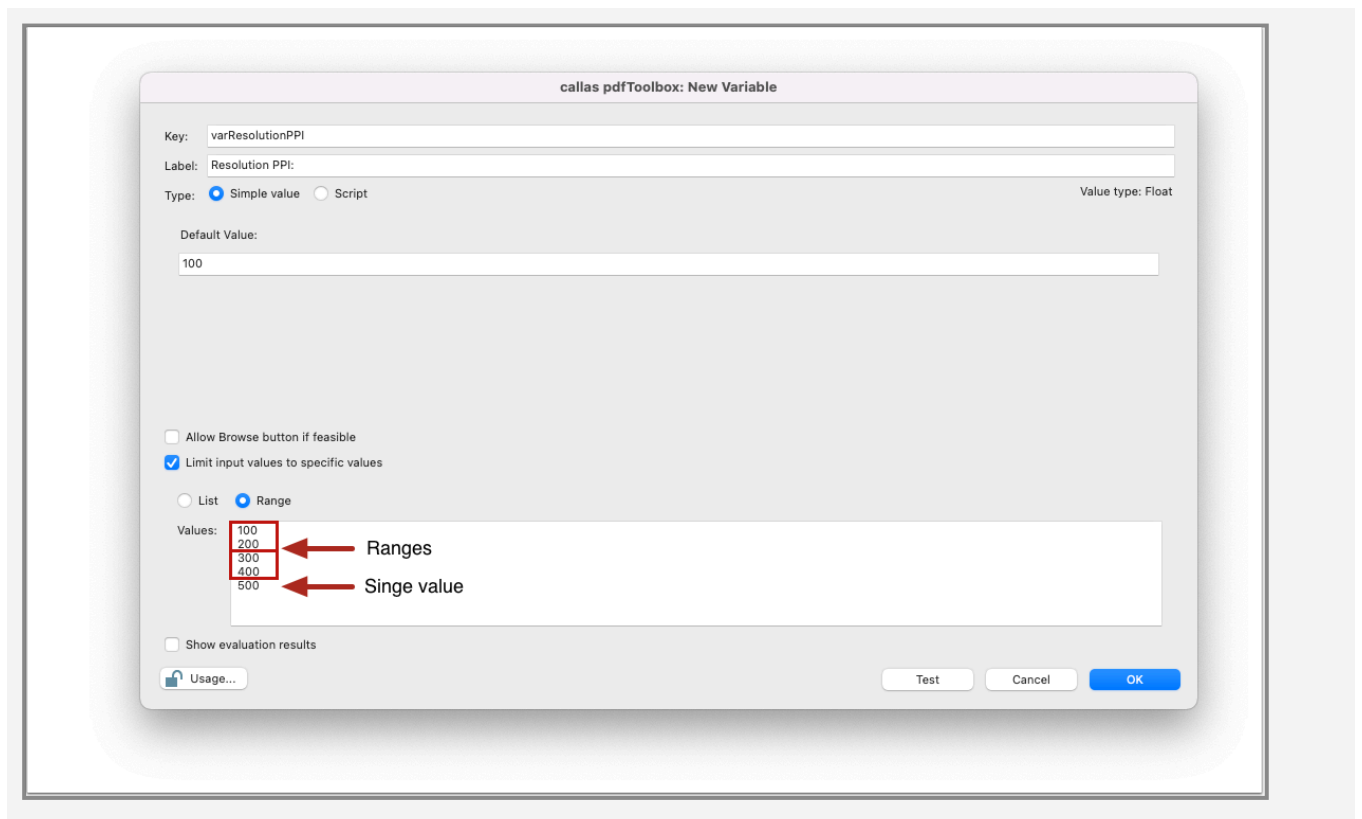 callas pdfToolbox: New Variable
Key: varResolutionPPI
Label: Resolution PPI:
Type: Simple value Script Value type: Float
Default Value:
100
Allow Browse button if feasible
Limit input values to specific values
List Range
Values: 100
200 Ranges
300
400
500 Singe value
Show evaluation results
Usage... Test Cancel OK